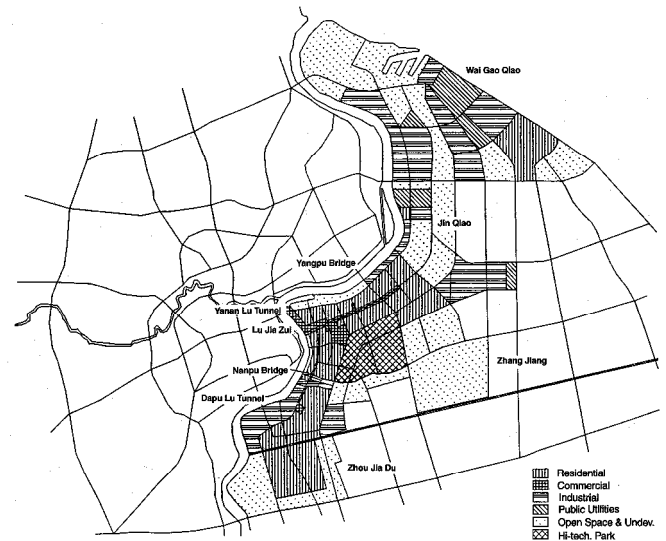 Wai Gao Qiao
Jin Qiao
Yangpu Bridge
Yanan Lu Tunnel
Lu Jia Zui
Zhang Jiang
Nanpu Bridge
Dapu Lu Tunnel
Zhou Jia Du
Residential
Commercial
Industrial
Public Utilities
Open Space & Undev.
Hi-tech. Park